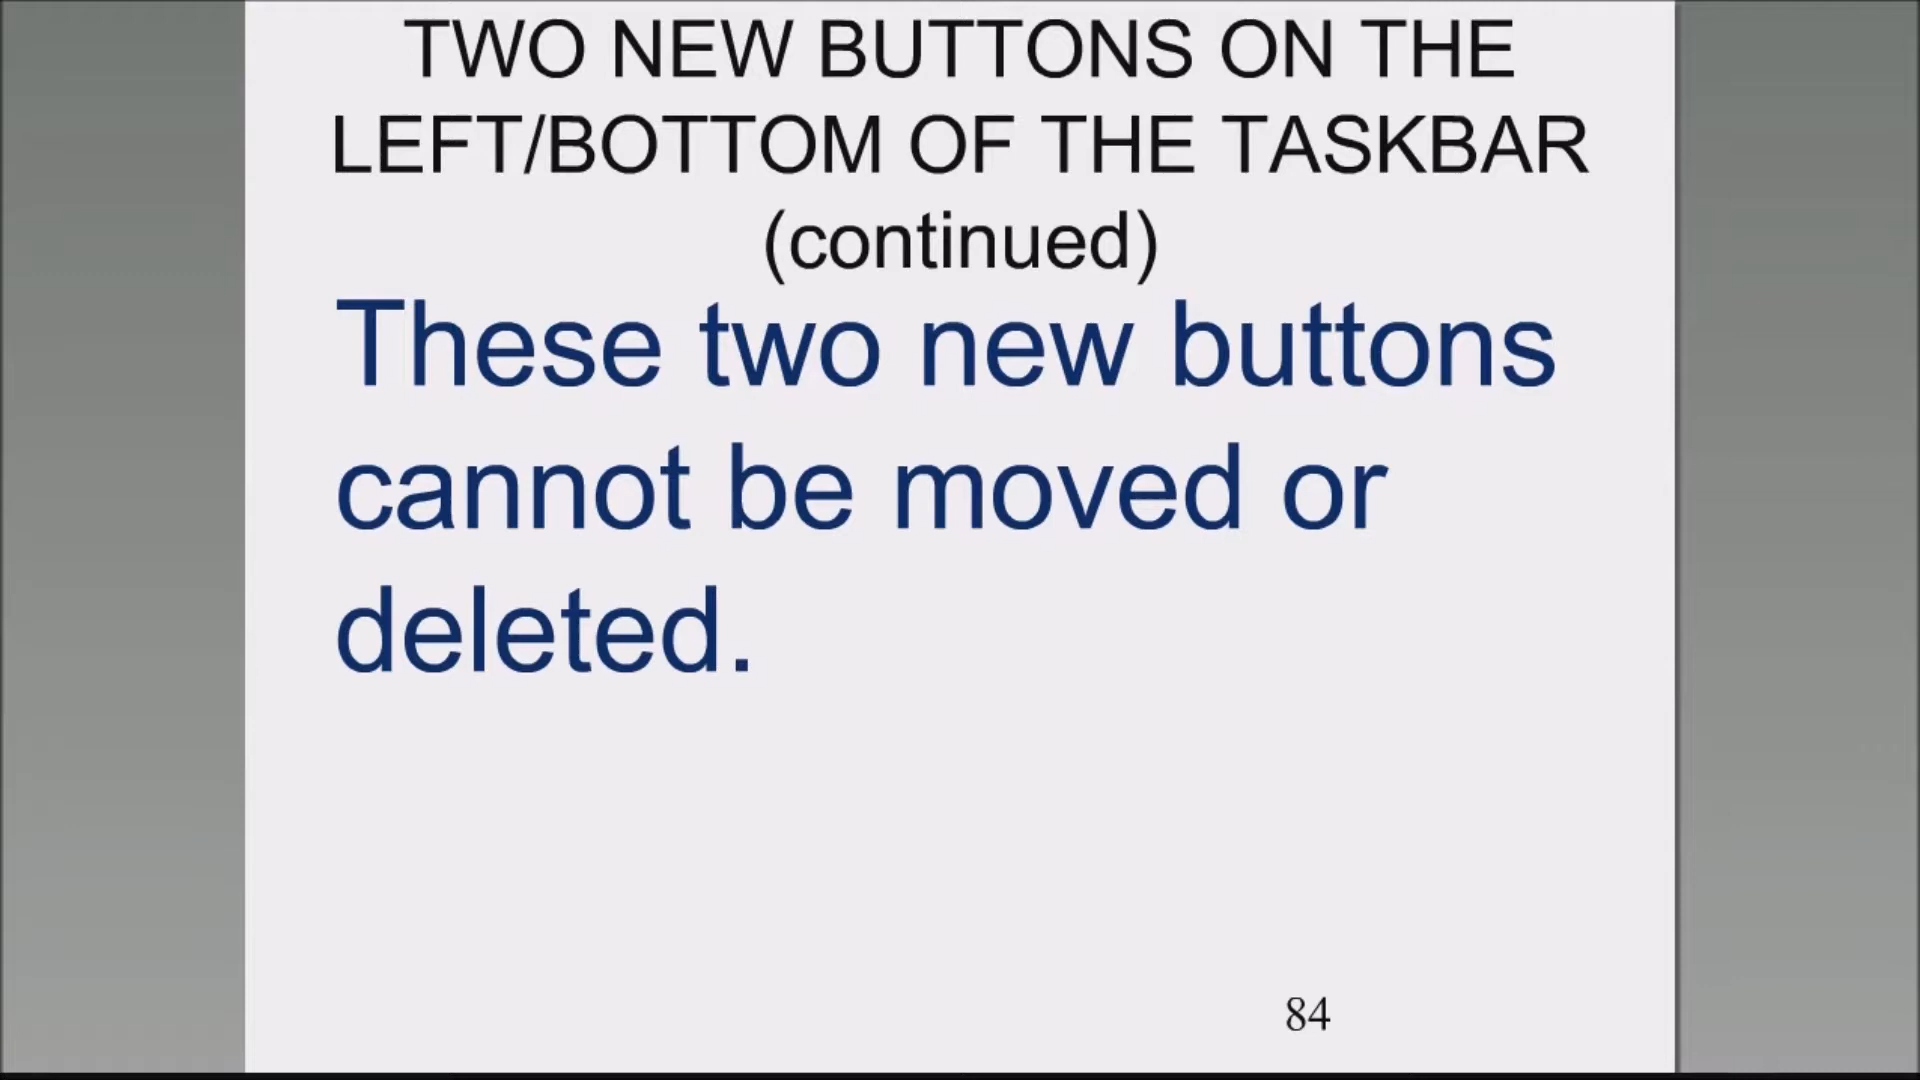 TWO NEW BUTTONS ON THE
LEFT/BOTTOM OF THE TASKBAR
(continued)
These two new buttons
cannot be moved or
deleted.
84